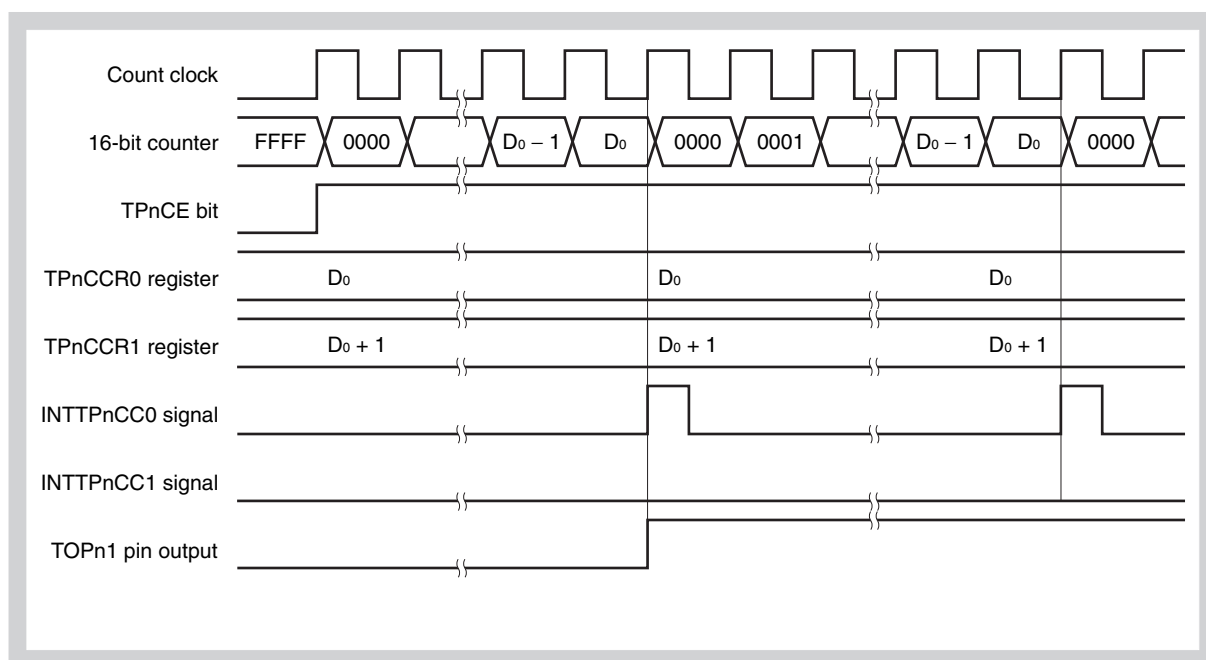 Count clock
16-bit counter FFFF 0000 D₀ − 1 D₀ 0000 0001 D₀ − 1 D₀ 0000
TPnCE bit
TPnCCR0 register D₀ D₀ D₀
TPnCCR1 register D₀ + 1 D₀ + 1 D₀ + 1
INTTPnCC0 signal
INTTPnCC1 signal
TOPn1 pin output